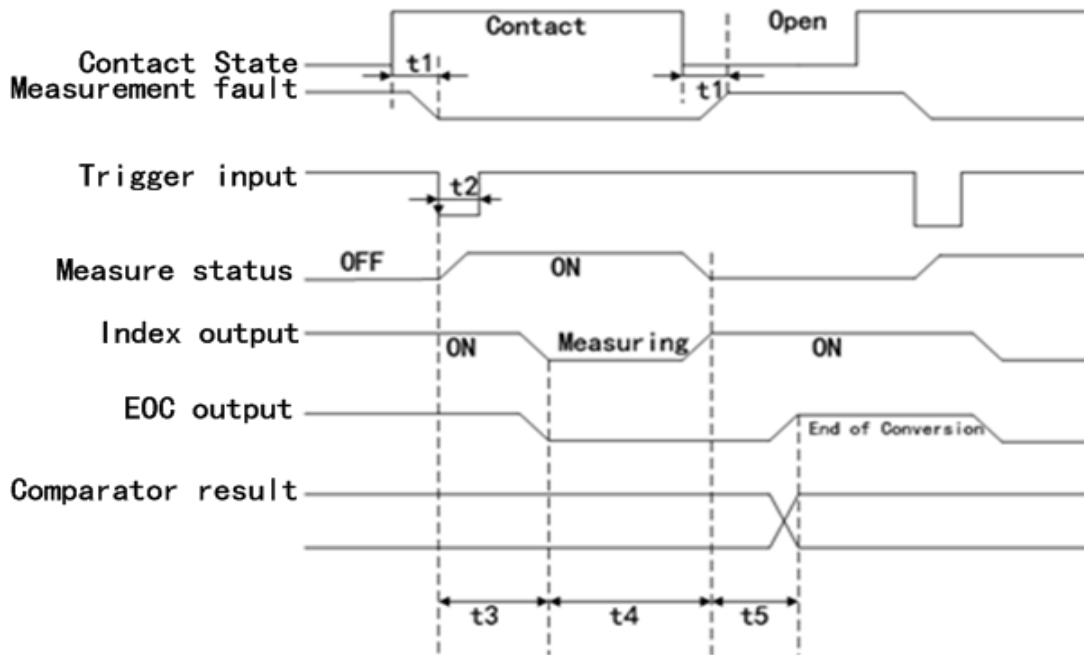 Contact
Open
Contact State
t1
t1
Measurement fault
Trigger input
t2
Measure status
OFF
ON
Index output
ON
Measuring
ON
EOC output
End of Conversion
Comparator result
t3
t4
t5